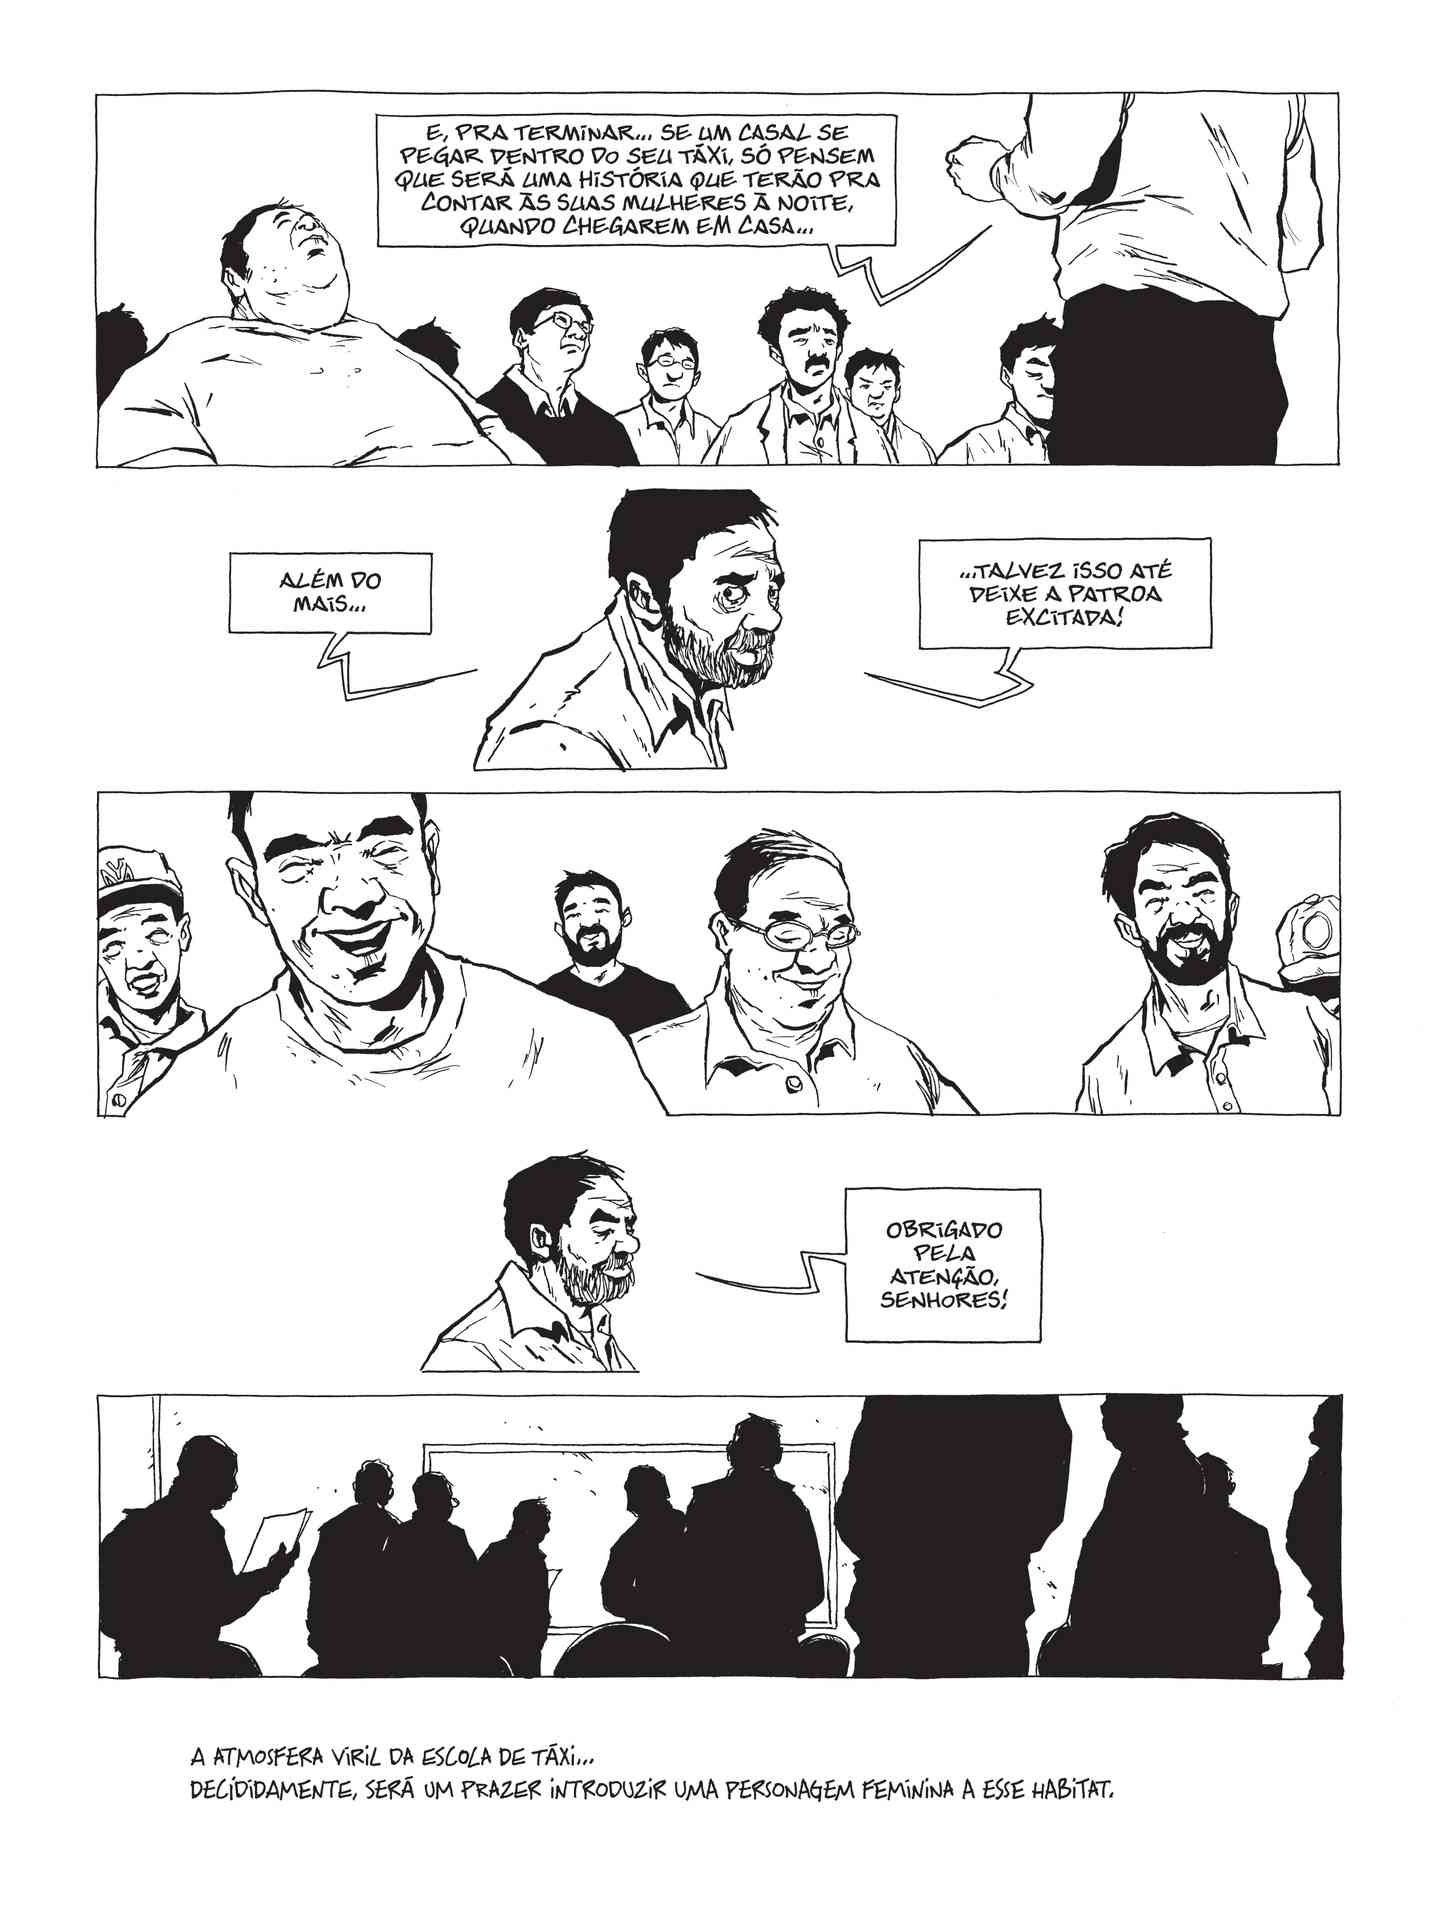 E, PRA TERMINAR... SE UM CASAL SE
PEGAR DENTRO DO SEU TÁXI, SÓ PENSEM
QUE SERÁ UMA HISTÓRIA QUE TERÃO PRA
CONTAR ÀS SUAS MULHERES À NOITE,
QUANDO CHEGAREM EM CASA...
ALÉM DO
MAIS...
...TALVEZ ISSO ATÉ
DEIXE A PATROA
EXCITADA!
OBRIGADO
PELA
ATENÇÃO,
SENHORES!
A ATMOSFERA VIRIL DA ESCOLA DE TÁXI...
DECIDIDAMENTE, SERÁ UM PRAZER INTRODUZIR UMA PERSONAGEM FEMININA A ESSE HABITAT.